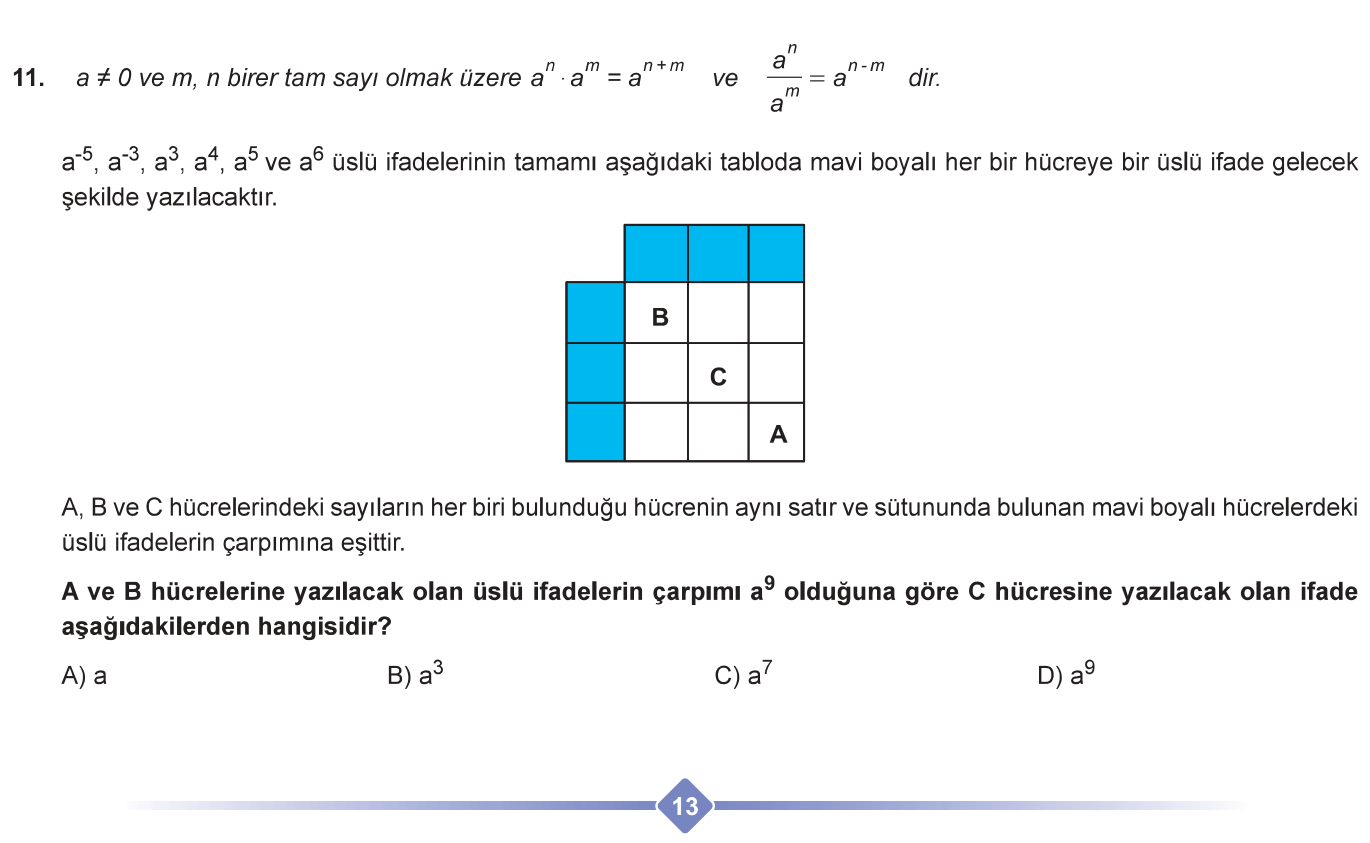 11. a ≠ 0 ve m, n birer tam sayı olmak üzere aⁿ · aᵐ = aⁿ⁺ᵐ ve aⁿ/aᵐ = aⁿ⁻ᵐ dir.
a⁻⁵, a⁻³, a³, a⁴, a⁵ ve a⁶ üslü ifadelerinin tamamı aşağıdaki tabloda mavi boyalı her bir hücreye bir üslü ifade gelecek
şekilde yazılacaktır.
B
C
A
A, B ve C hücrelerindeki sayıların her biri bulunduğu hücrenin aynı satır ve sütununda bulunan mavi boyalı hücrelerdeki
üslü ifadelerin çarpımına eşittir.
A ve B hücrelerine yazılacak olan üslü ifadelerin çarpımı a⁹ olduğuna göre C hücresine yazılacak olan ifade
aşağıdakilerden hangisidir?
A) a B) a³ C) a⁷ D) a⁹
13